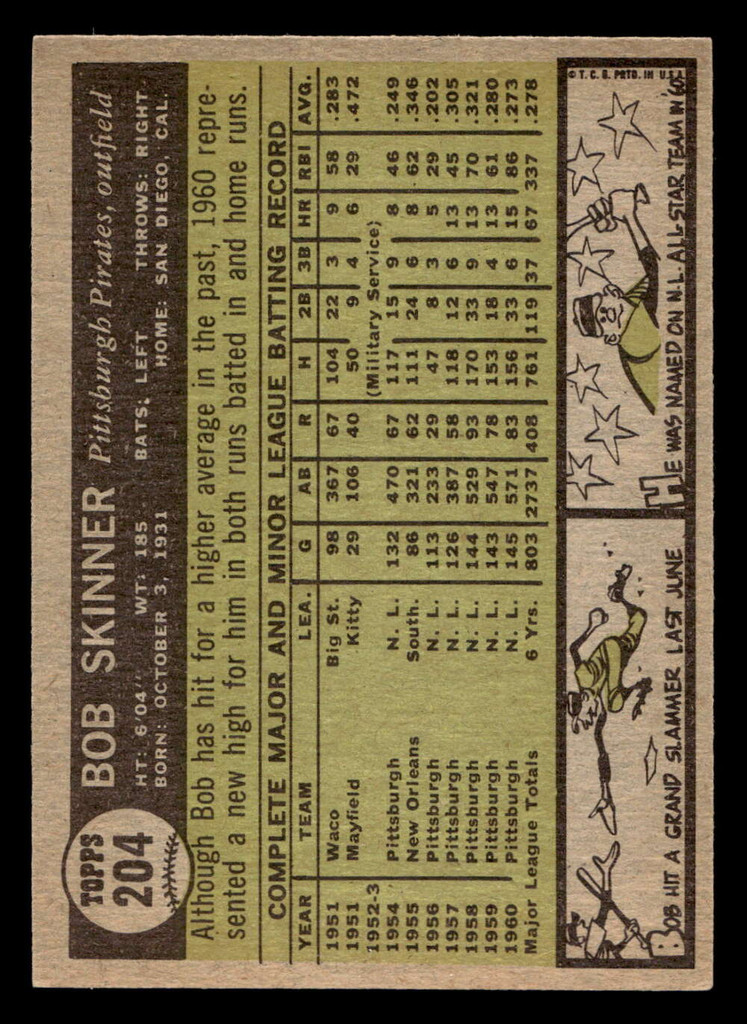 TOPPS
204
BOB SKINNER Pittsburgh Pirates, outfield
HT: 6'04" WT: 185 BATS: LEFT THROWS: RIGHT
BORN: OCTOBER 3, 1931 HOME: SAN DIEGO, CAL.
Although Bob has hit for a higher average in the past, 1960 repre-
sented a new high for him in both runs batted in and home runs.
COMPLETE MAJOR AND MINOR LEAGUE BATTING RECORD
YEAR TEAM LEA. G AB R H 2B 3B HR RBI AVG.
1951 Waco Big St. 98 367 67 104 22 3 9 58 .283
1951 Mayfield Kitty 29 106 40 50 9 4 6 29 .472
1952-3 (Military Service)
1954 Pittsburgh N. L. 132 470 67 117 15 9 8 46 .249
1955 New Orleans South. 86 321 62 111 24 6 8 62 .346
1956 Pittsburgh N. L. 113 233 29 47 8 3 5 29 .202
1957 Pittsburgh N. L. 126 387 58 118 12 6 13 45 .305
1958 Pittsburgh N. L. 144 529 93 170 33 9 13 70 .321
1959 Pittsburgh N. L. 143 547 78 153 18 4 13 61 .280
1960 Pittsburgh N. L. 145 571 83 156 33 6 15 86 .273
Major League Totals 6 Yrs. 803 2737 408 761 119 37 67 337 .278
© T. C. G. PRTD. IN U.S.A.
BOB HIT A GRAND SLAMMER LAST JUNE
HE WAS NAMED ON N.L. ALL-STAR TEAM IN '60